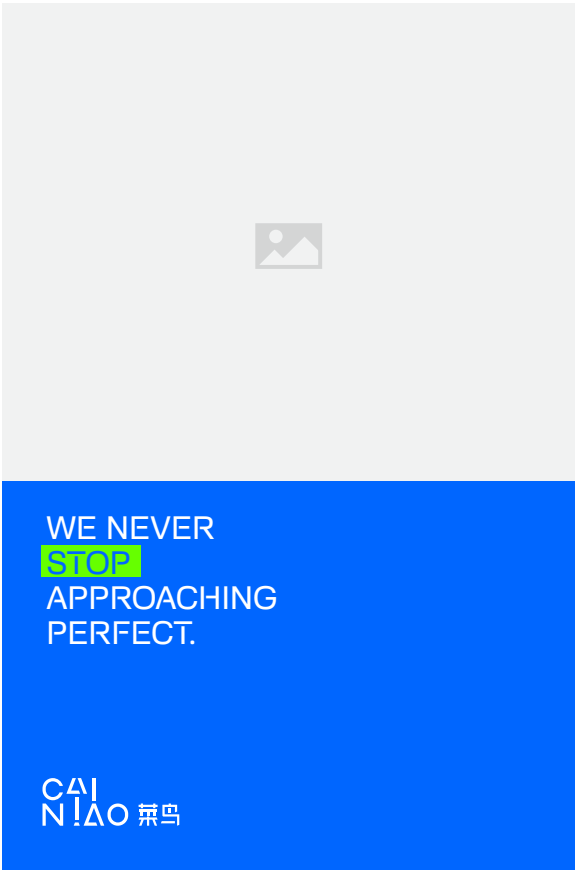 WE NEVER
STOP
APPROACHING
PERFECT.
CAI
NIAO 菜鸟